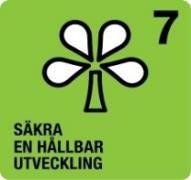 7
SÄKRA
EN HÅLLBAR
UTVECKLING